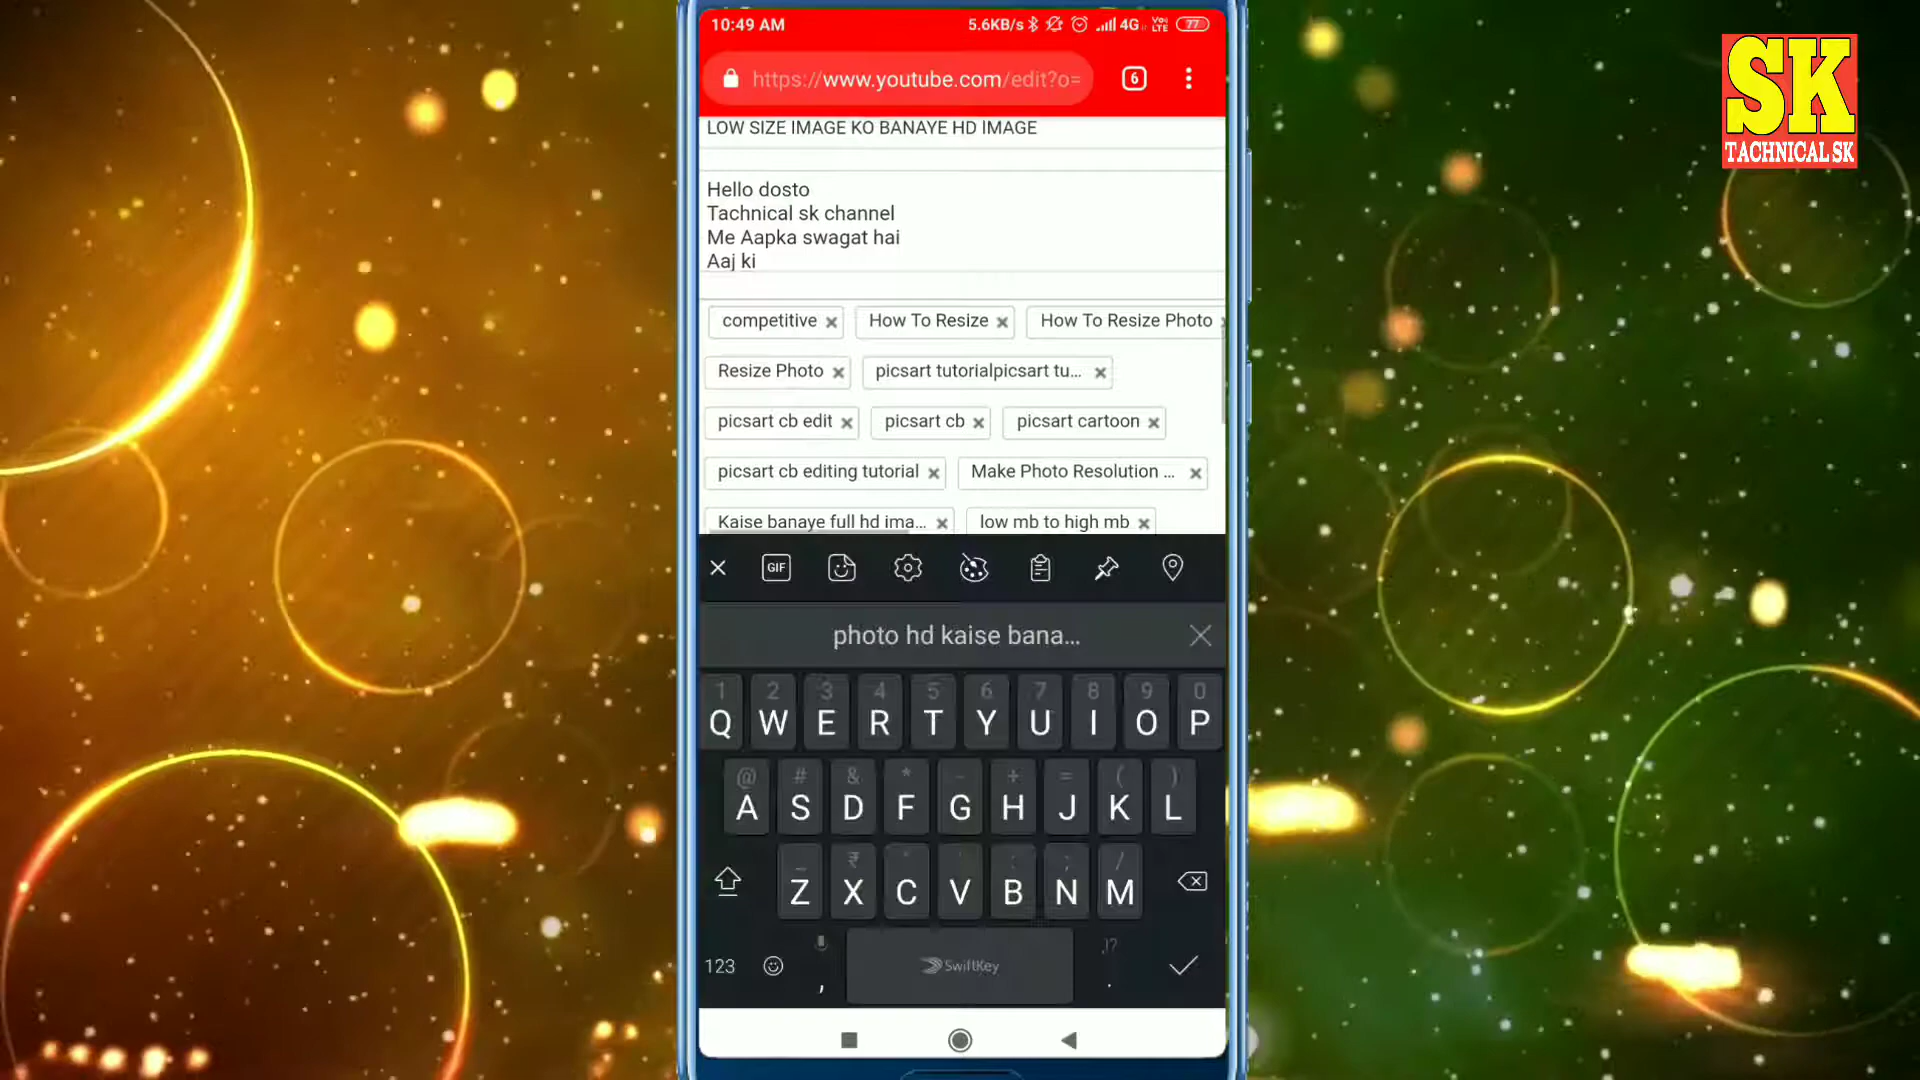 10:49 AM 5.6KB/s 4G VoLTE 77
https://www.youtube.com/edit?o= 6
LOW SIZE IMAGE KO BANAYE HD IMAGE
Hello dosto
Tachnical sk channel
Me Aapka swagat hai
Aaj ki
competitive × How To Resize × How To Resize Photo
Resize Photo × picsart tutorialpicsart tu... ×
picsart cb edit × picsart cb × picsart cartoon ×
picsart cb editing tutorial × Make Photo Resolution ... ×
Kaise banaye full hd ima... × low mb to high mb ×
GIF
photo hd kaise bana...
1 2 3 4 5 6 7 8 9 0
Q W E R T Y U I O P
@ # & * - + = ( )
A S D F G H J K L
_ ₹ " ' : ; /
Z X C V B N M
123 , SwiftKey ,!? .
SK
TACHNICAL SK